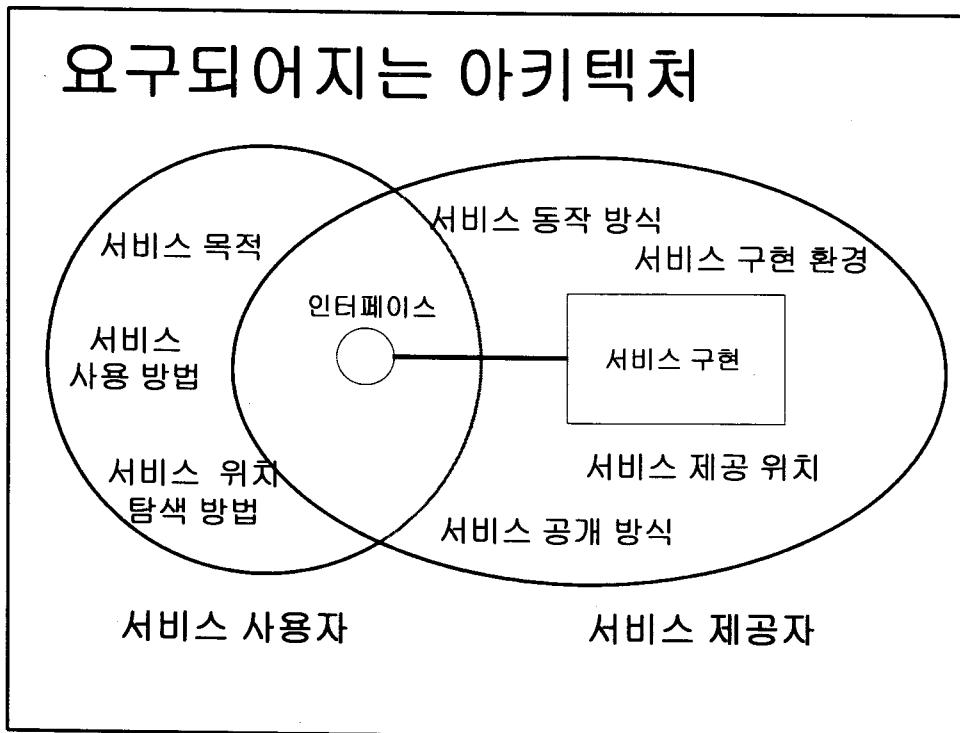 요구되어지는 아키텍처
서비스 목적
서비스
사용 방법
서비스 위치
탐색 방법
인터페이스
서비스 동작 방식
서비스 구현 환경
서비스 구현
서비스 제공 위치
서비스 공개 방식
서비스 사용자
서비스 제공자